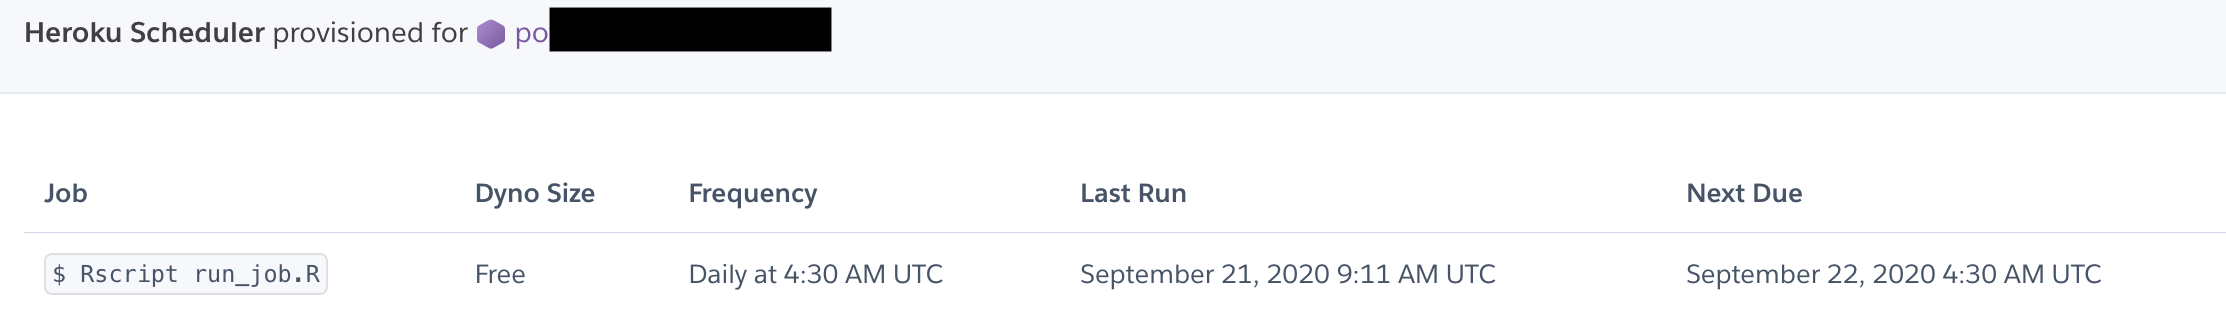 Heroku Scheduler provisioned for po
Job Dyno Size Frequency Last Run Next Due
$ Rscript run_job.R Free Daily at 4:30 AM UTC September 21, 2020 9:11 AM UTC September 22, 2020 4:30 AM UTC